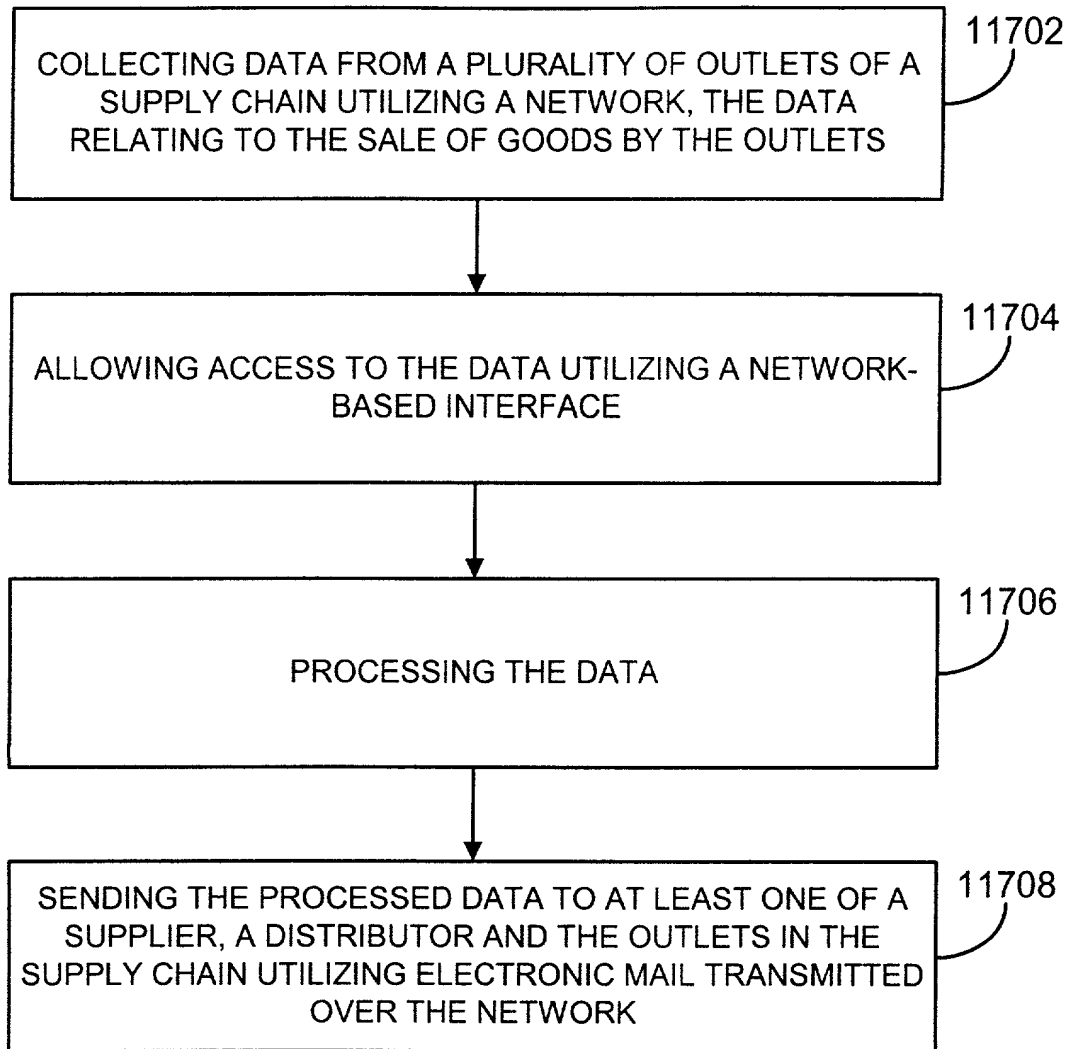 11702
COLLECTING DATA FROM A PLURALITY OF OUTLETS OF A
SUPPLY CHAIN UTILIZING A NETWORK, THE DATA
RELATING TO THE SALE OF GOODS BY THE OUTLETS
11704
ALLOWING ACCESS TO THE DATA UTILIZING A NETWORK-
BASED INTERFACE
11706
PROCESSING THE DATA
11708
SENDING THE PROCESSED DATA TO AT LEAST ONE OF A
SUPPLIER, A DISTRIBUTOR AND THE OUTLETS IN THE
SUPPLY CHAIN UTILIZING ELECTRONIC MAIL TRANSMITTED
OVER THE NETWORK